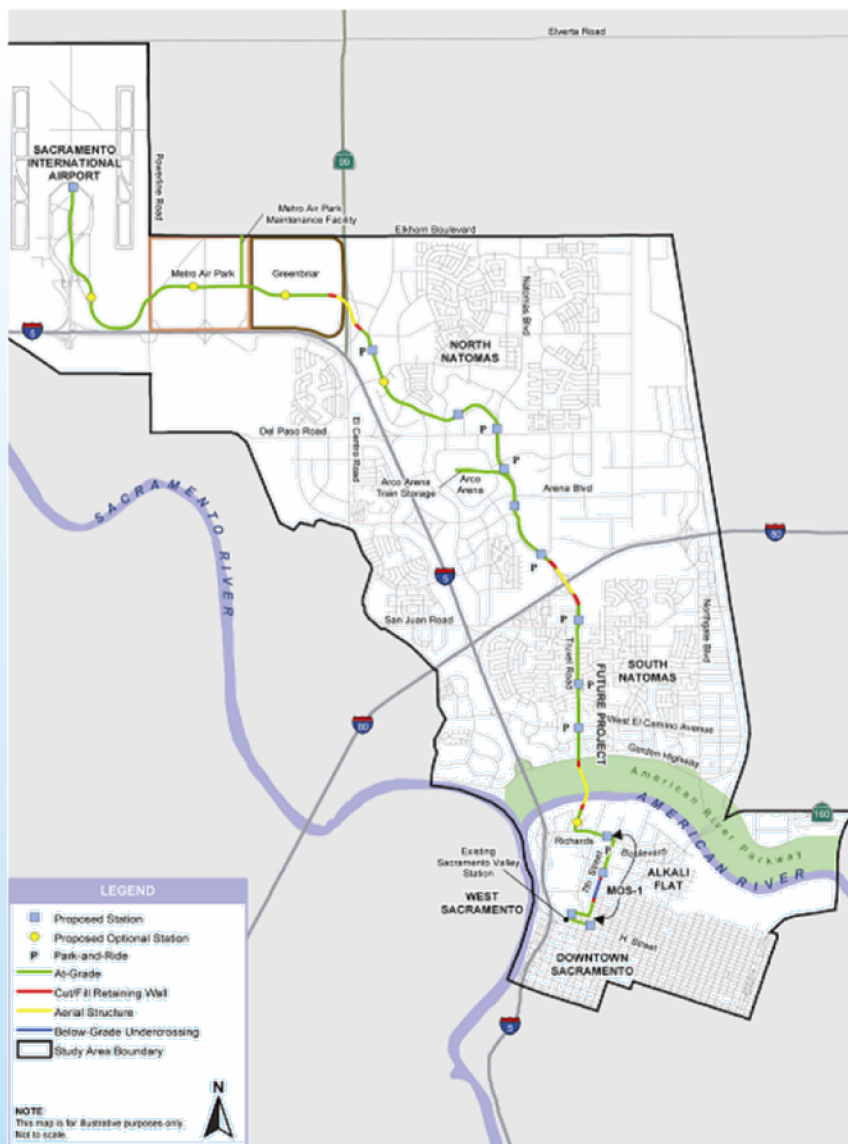 Elverta Road
SACRAMENTO
INTERNATIONAL
AIRPORT
Powerline Road
99
Metro Air Park
Maintenance Facility
Elkhorn Boulevard
Metro Air Park
Greenbriar
Natomas Blvd
5
NORTH
NATOMAS
P
Del Paso Road
El Centro Road
P
P
Arco Arena
Train Storage
Arco
Arena
Arena Blvd
SACRAMENTO RIVER
80
P
5
San Juan Road
P
Truxel Road
FUTURE PROJECT
SOUTH
NATOMAS
Northgate Blvd
P
80
P
West El Camino Avenue
Garden Highway
American River Parkway
AMERICAN RIVER
160
Richards
Boulevard
P
7th Street
Existing
Sacramento Valley
Station
ALKALI
FLAT
MOS-1
WEST
SACRAMENTO
H Street
DOWNTOWN
SACRAMENTO
5
LEGEND
Proposed Station
Proposed Optional Station
P Park-and-Ride
At-Grade
Cut/Fill Retaining Wall
Aerial Structure
Below-Grade Undercrossing
Study Area Boundary
N
NOTE
This map is for illustrative purposes only.
Not to scale.